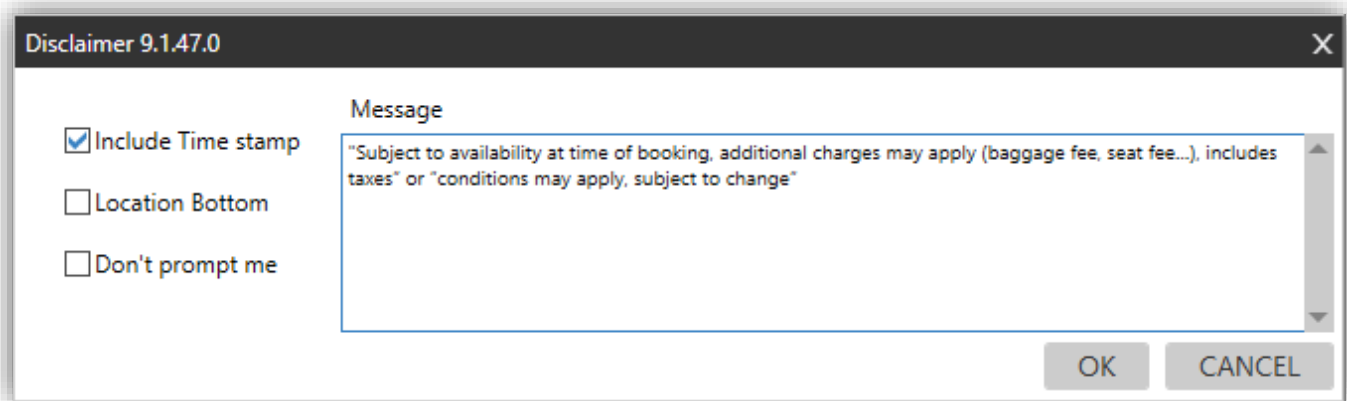 Disclaimer 9.1.47.0
X
Message
Include Time stamp
Location Bottom
Don't prompt me
"Subject to availability at time of booking, additional charges may apply (baggage fee, seat fee...), includes
taxes" or "conditions may apply, subject to change"
OK
CANCEL